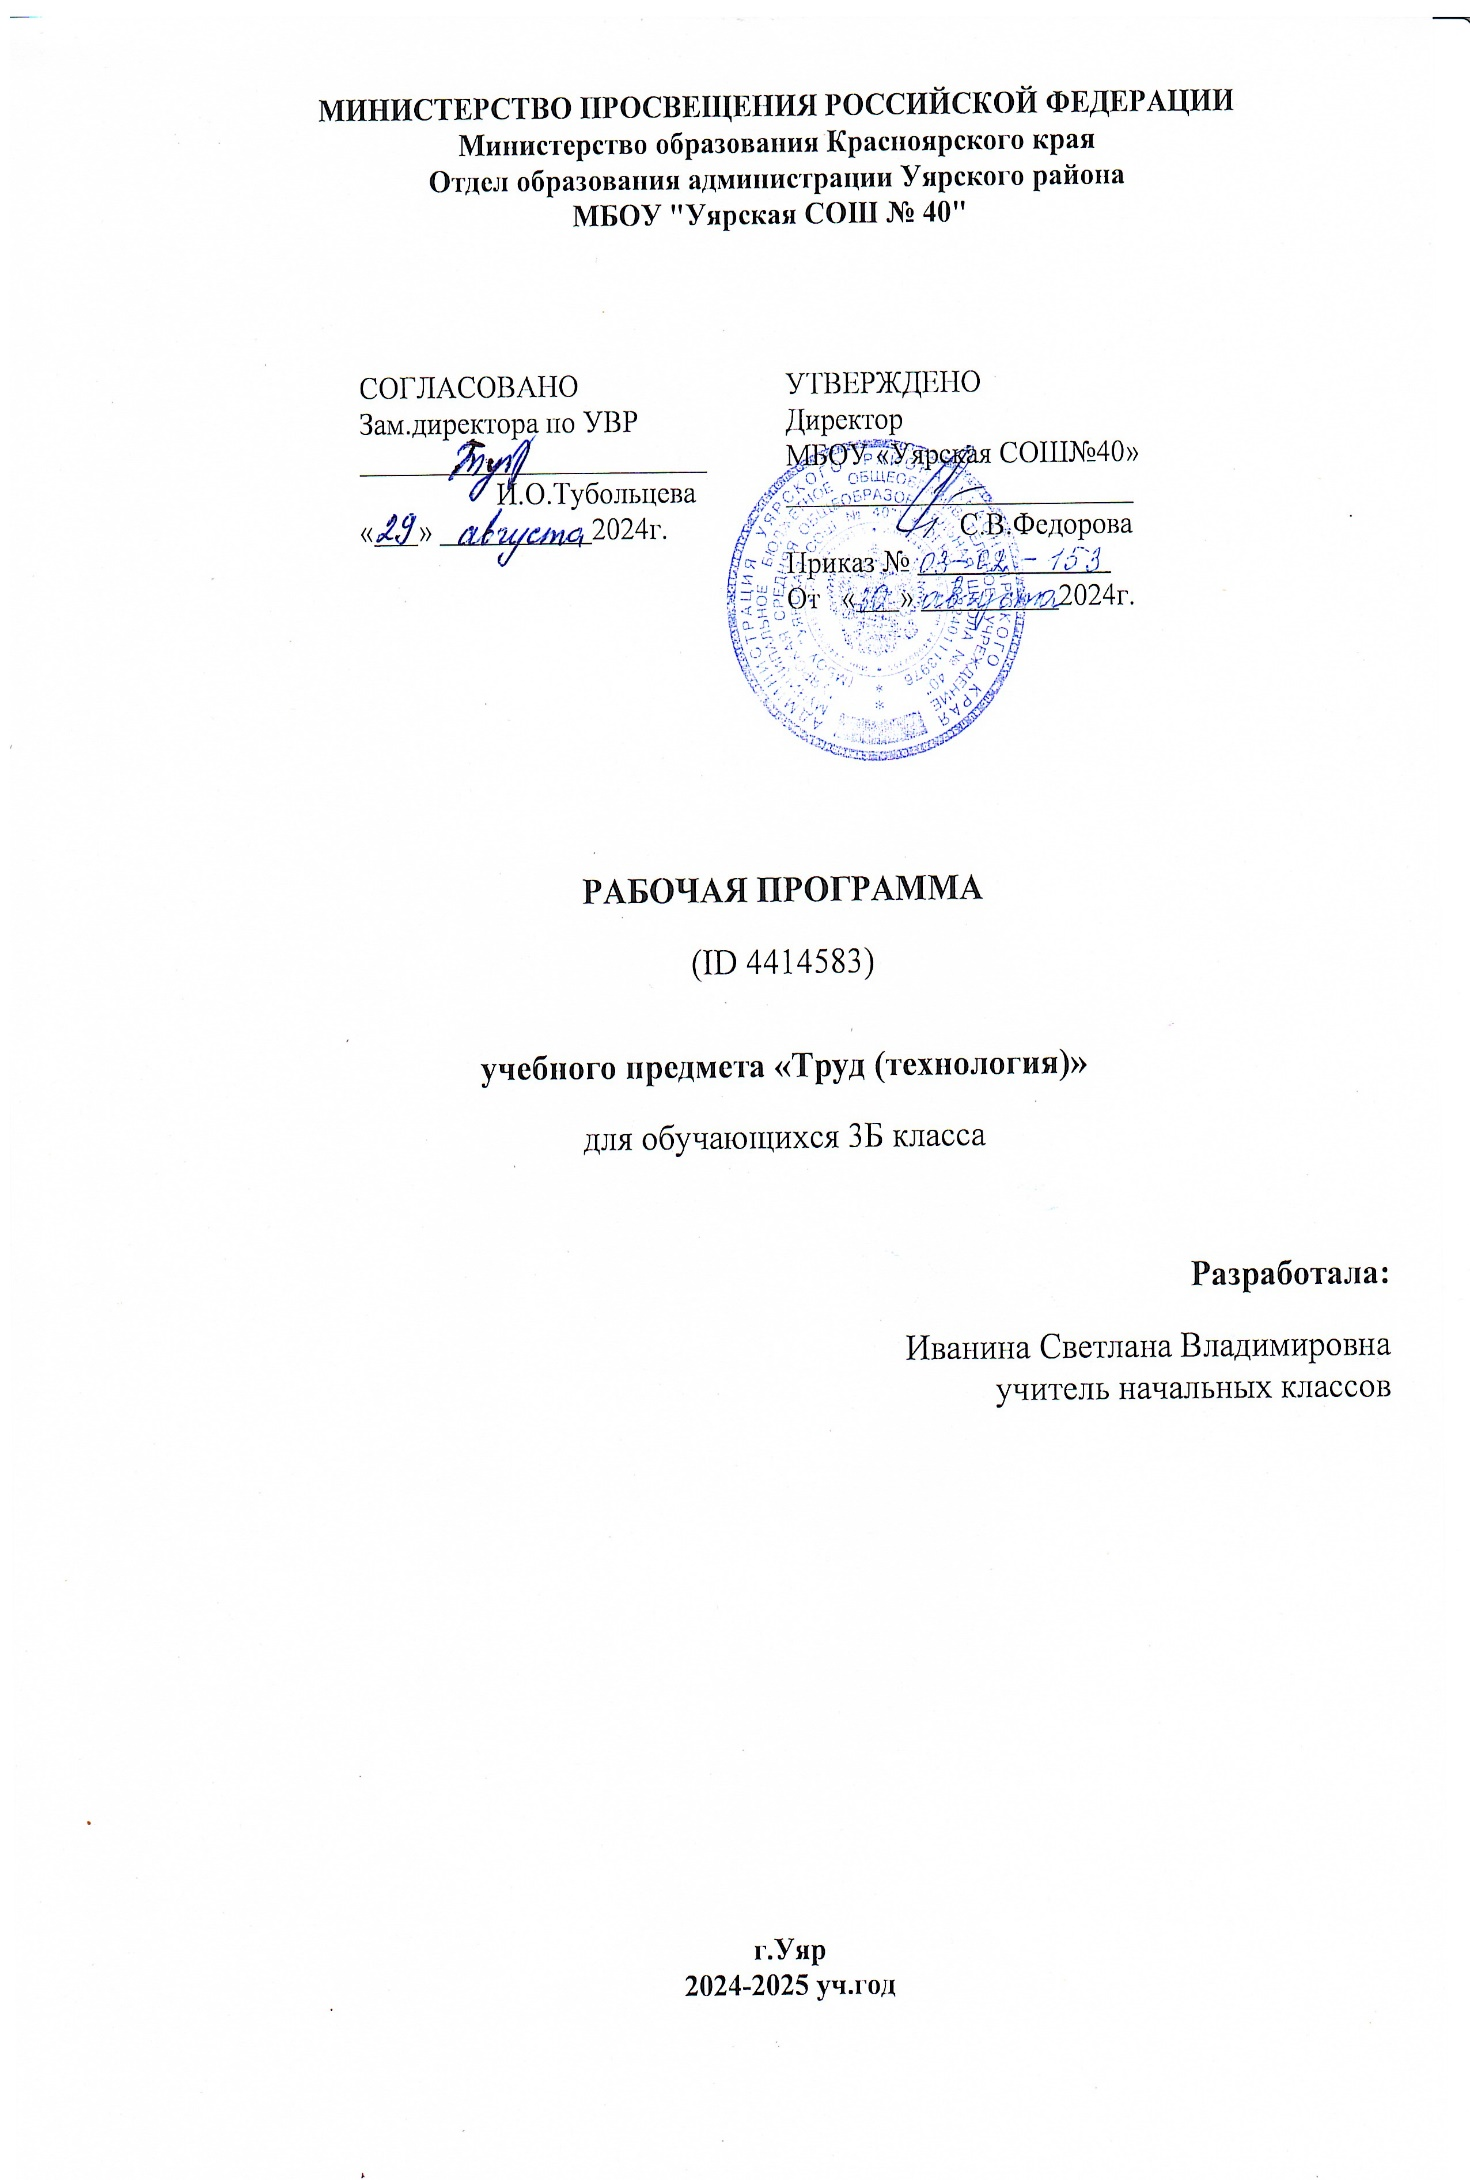 МИНИСТЕРСТВО ПРОСВЕЩЕНИЯ РОССИЙСКОЙ ФЕДЕРАЦИИ
Министерство образования Красноярского края
Отдел образования администрации Уярского района
МБОУ "Уярская СОШ № 40"
СОГЛАСОВАНО
Зам.директора по УВР
И.О.Тубольцева
«29» августа 2024г.
УТВЕРЖДЕНО
Директор
МБОУ «Уярская СОШ№40»
С.В.Федорова
Приказ № 03-02-153
От «30» августа 2024г.
РАБОЧАЯ ПРОГРАММА
(ID 4414583)
учебного предмета «Труд (технология)»
для обучающихся 3Б класса
Разработала:
Иванина Светлана Владимировна
учитель начальных классов
г.Уяр
2024-2025 уч.год